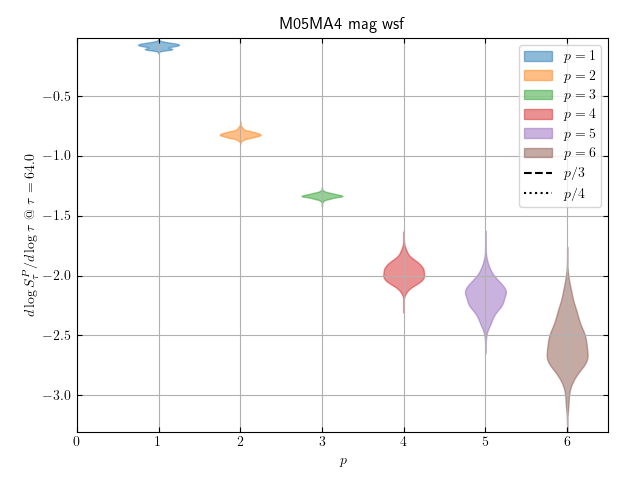 M05MA4 mag wsf
d log S_τ^P / d log τ @ τ = 64.0
−0.5
−1.0
−1.5
−2.0
−2.5
−3.0
p = 1
p = 2
p = 3
p = 4
p = 5
p = 6
p/3
p/4
0 1 2 3 4 5 6
p